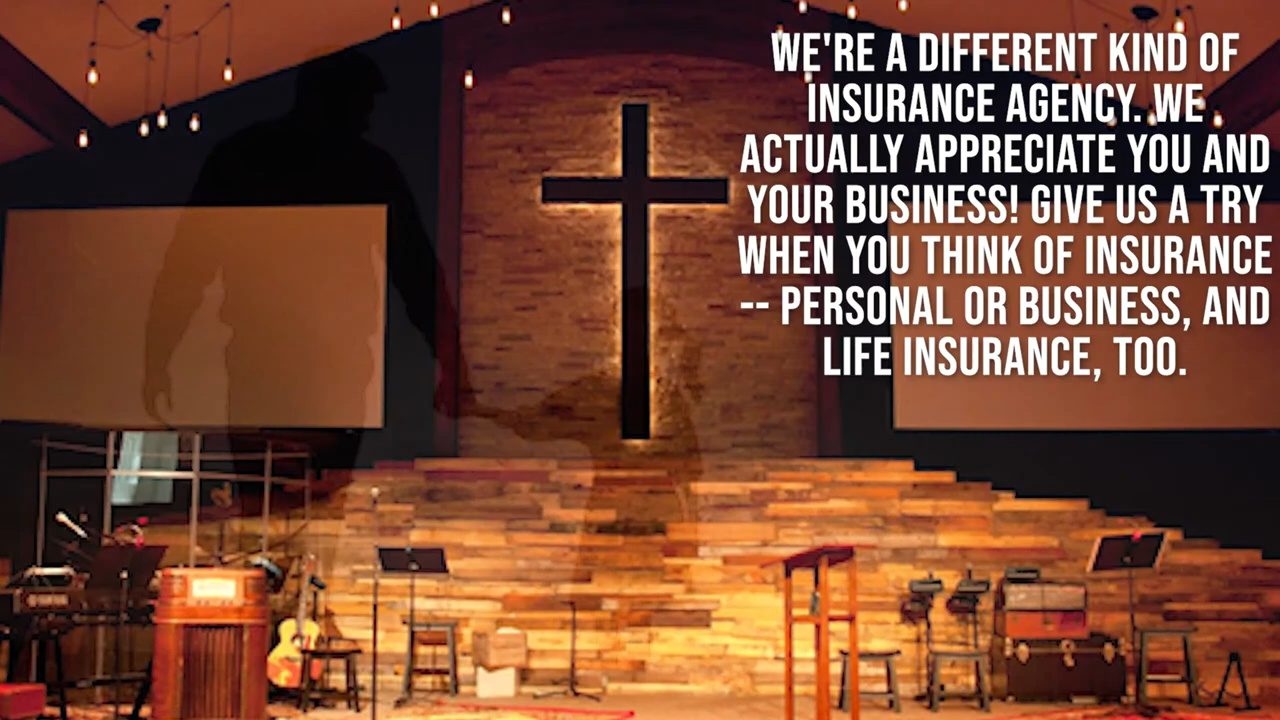 WE'RE A DIFFERENT KIND OF
INSURANCE AGENCY. WE
ACTUALLY APPRECIATE YOU AND
YOUR BUSINESS! GIVE US A TRY
WHEN YOU THINK OF INSURANCE
-- PERSONAL OR BUSINESS, AND
LIFE INSURANCE, TOO.